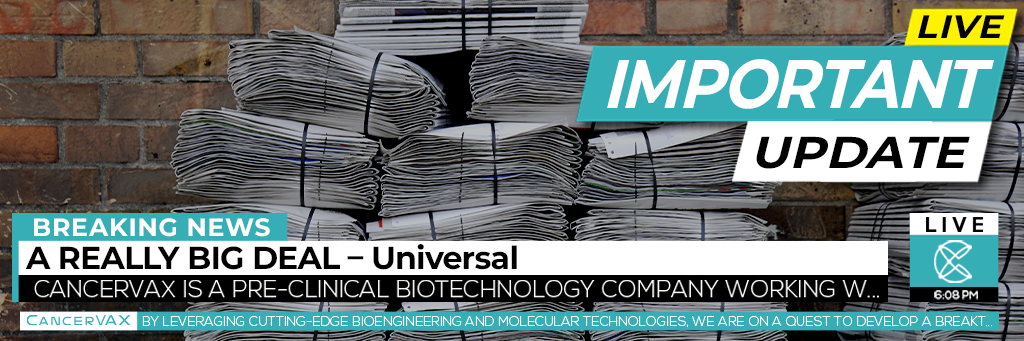 LIVE
IMPORTANT
UPDATE
BREAKING NEWS
LIVE
A REALLY BIG DEAL – Universal
CANCERVAX IS A PRE-CLINICAL BIOTECHNOLOGY COMPANY WORKING W...
6:08 PM
CANCERVAX BY LEVERAGING CUTTING-EDGE BIOENGINEERING AND MOLECULAR TECHNOLOGIES, WE ARE ON A QUEST TO DEVELOP A BREAKT...